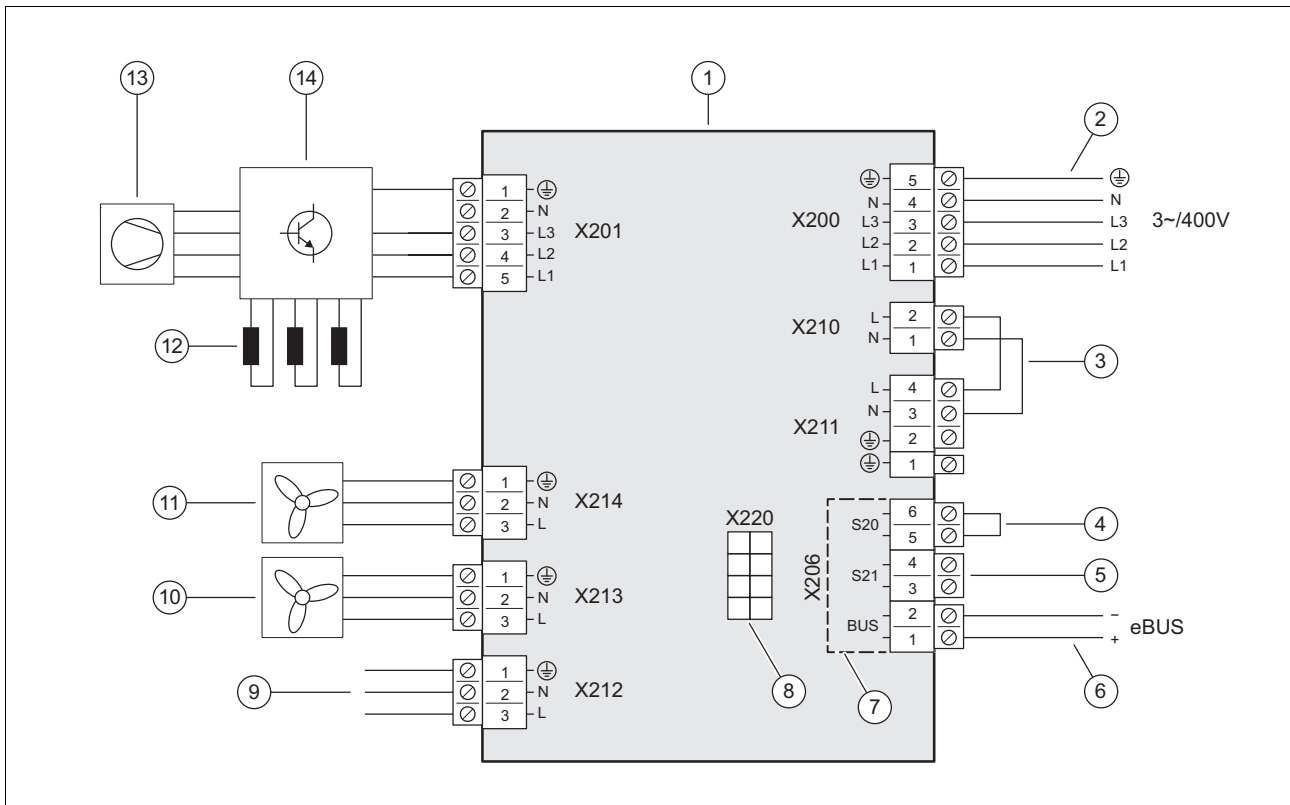 13
14
1
2
1
2 N
3 L3
4 L2
5 L1
X201
X200
5
N 4
L3 3
L2 2
L1 1
N
L3
L2
L1
3~/400V
12
X210
L 2
N 1
3
X211
L 4
N 3
2
1
11
1
2 N
3 L
X214
10
1
2 N
3 L
X213
9
1
2 N
3 L
X212
X220
8
X206
7
S20
6
5
4
S21
4
3
5
BUS
2
1
–
+
eBUS
6